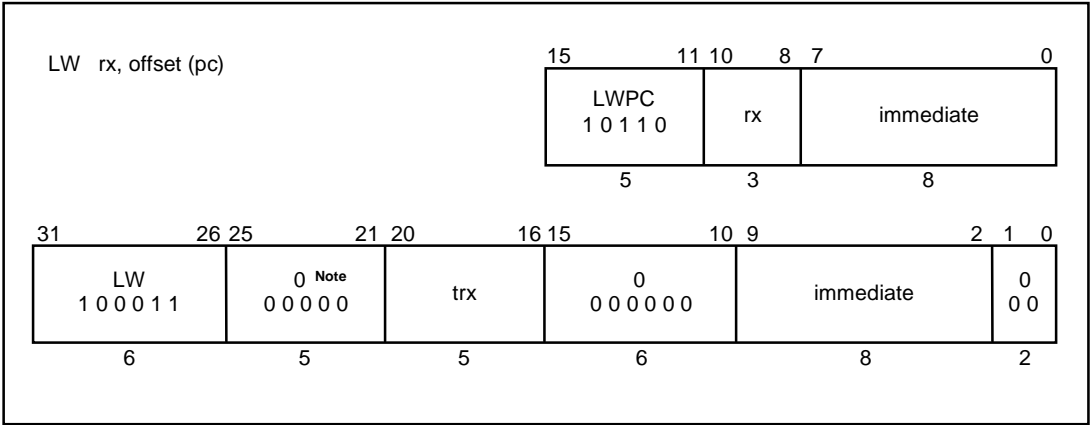 LW rx, offset (pc)
15 11 10 8 7 0
LWPC rx immediate
1 0 1 1 0
5 3 8
31 26 25 21 20 16 15 10 9 2 1 0
LW 0 Note trx 0 immediate 0
1 0 0 0 1 1 0 0 0 0 0 0 0 0 0 0 0 0 0
6 5 5 6 8 2